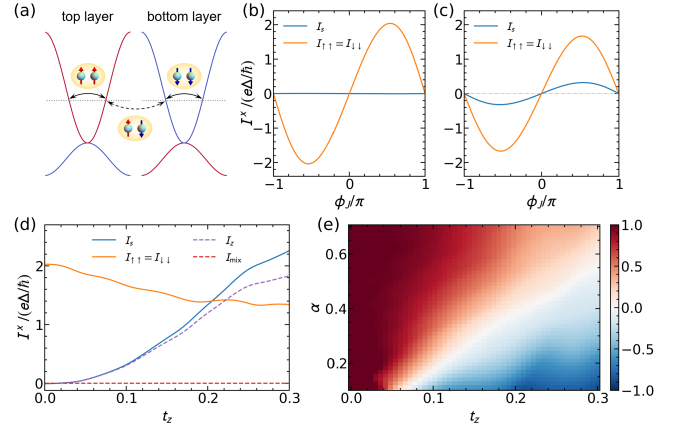 (a)
top layer
bottom layer
(b)
I_s
I_↑↑ = I_↓↓
I^x/(eΔ/ħ)
2
1
0
−1
−2
−1
0
1
ϕ_J/π
(c)
I_s
I_↑↑ = I_↓↓
2
1
0
−1
−2
−1
0
1
ϕ_J/π
(d)
I_s
I_z
I_↑↑ = I_↓↓
I_mix
I^x/(eΔ/ħ)
2
1
0
0.0
0.1
0.2
0.3
t_z
(e)
α
0.6
0.4
0.2
0.0
0.1
0.2
0.3
t_z
1.0
0.5
0.0
−0.5
−1.0